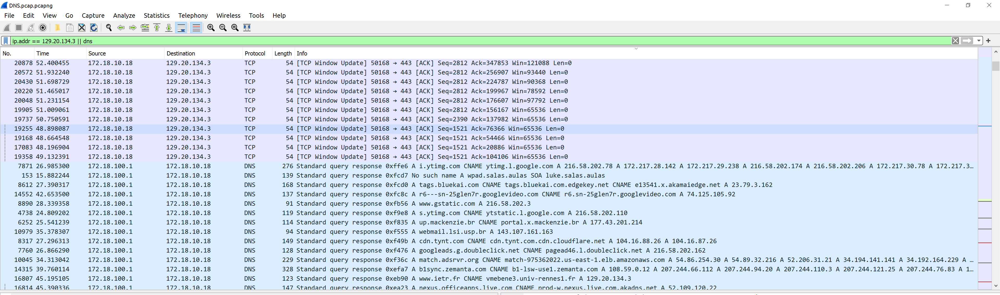 DNS.pcap.pcapng
File Edit View Go Capture Analyze Statistics Telephony Wireless Tools Help
ip.addr == 129.20.134.3 || dns
No. Time Source Destination Protocol Length Info
20878 52.400455 172.18.10.18 129.20.134.3 TCP 54 [TCP Window Update] 50168 → 443 [ACK] Seq=2812 Ack=347853 Win=121088 Len=0
20572 51.932240 172.18.10.18 129.20.134.3 TCP 54 [TCP Window Update] 50168 → 443 [ACK] Seq=2812 Ack=256907 Win=93440 Len=0
20430 51.698729 172.18.10.18 129.20.134.3 TCP 54 [TCP Window Update] 50168 → 443 [ACK] Seq=2812 Ack=224787 Win=90368 Len=0
20220 51.465017 172.18.10.18 129.20.134.3 TCP 54 [TCP Window Update] 50168 → 443 [ACK] Seq=2812 Ack=199967 Win=78592 Len=0
20048 51.231154 172.18.10.18 129.20.134.3 TCP 54 [TCP Window Update] 50168 → 443 [ACK] Seq=2812 Ack=176607 Win=97792 Len=0
19905 51.009061 172.18.10.18 129.20.134.3 TCP 54 [TCP Window Update] 50168 → 443 [ACK] Seq=2812 Ack=156167 Win=65536 Len=0
19737 50.750591 172.18.10.18 129.20.134.3 TCP 54 [TCP Window Update] 50168 → 443 [ACK] Seq=2390 Ack=137982 Win=65536 Len=0
19255 48.898087 172.18.10.18 129.20.134.3 TCP 54 [TCP Window Update] 50168 → 443 [ACK] Seq=1521 Ack=76366 Win=65536 Len=0
19168 48.664548 172.18.10.18 129.20.134.3 TCP 54 [TCP Window Update] 50168 → 443 [ACK] Seq=1521 Ack=54466 Win=65536 Len=0
17083 48.196904 172.18.10.18 129.20.134.3 TCP 54 [TCP Window Update] 50168 → 443 [ACK] Seq=1521 Ack=20886 Win=65536 Len=0
19358 49.132391 172.18.10.18 129.20.134.3 TCP 54 [TCP Window Update] 50168 → 443 [ACK] Seq=1521 Ack=104106 Win=65536 Len=0
7871 26.985300 172.18.100.1 172.18.10.18 DNS 276 Standard query response 0xffe6 A i.ytimg.com CNAME ytimg.l.google.com A 216.58.202.78 A 172.217.28.142 A 172.217.29.238 A 216.58.202.174 A 216.58.202.206 A 172.217.30.78 A 172.217.3…
153 15.882244 172.18.100.1 172.18.10.18 DNS 139 Standard query response 0xfcd7 No such name A wpad.salas.aulas SOA luke.salas.aulas
8612 27.390317 172.18.100.1 172.18.10.18 DNS 168 Standard query response 0xfcd0 A tags.bluekai.com CNAME tags.bluekai.com.edgekey.net CNAME e13541.x.akamaiedge.net A 23.79.3.162
14552 42.653500 172.18.100.1 172.18.10.18 DNS 137 Standard query response 0xfc8c A r6---sn-25glen7r.googlevideo.com CNAME r6.sn-25glen7r.googlevideo.com A 74.125.105.92
8890 28.339358 172.18.100.1 172.18.10.18 DNS 91 Standard query response 0xfb56 A www.gstatic.com A 216.58.202.3
4738 24.809202 172.18.100.1 172.18.10.18 DNS 119 Standard query response 0xf9e8 A s.ytimg.com CNAME ytstatic.l.google.com A 216.58.202.110
6252 25.541239 172.18.100.1 172.18.10.18 DNS 114 Standard query response 0xf835 A up.mackenzie.br CNAME portal.x.mackenzie.br A 177.43.201.214
10979 35.378307 172.18.100.1 172.18.10.18 DNS 94 Standard query response 0xf555 A webmail.lsi.usp.br A 143.107.161.163
8317 27.296313 172.18.100.1 172.18.10.18 DNS 149 Standard query response 0xf49b A cdn.tynt.com CNAME cdn.tynt.com.cdn.cloudflare.net A 104.16.88.26 A 104.16.87.26
7760 26.866290 172.18.100.1 172.18.10.18 DNS 128 Standard query response 0xf476 A googleads.g.doubleclick.net CNAME pagead46.l.doubleclick.net A 216.58.202.162
10045 34.313042 172.18.100.1 172.18.10.18 DNS 229 Standard query response 0xf36c A match.adsrvr.org CNAME match-975362022.us-east-1.elb.amazonaws.com A 54.86.254.30 A 54.89.32.216 A 52.206.31.21 A 34.194.141.141 A 34.192.164.229 A …
14315 39.760114 172.18.100.1 172.18.10.18 DNS 328 Standard query response 0xefa7 A b1sync.zemanta.com CNAME b1-lsw-use1.zemanta.com A 108.59.0.12 A 207.244.66.112 A 207.244.94.20 A 207.244.110.3 A 207.244.121.25 A 207.244.76.83 A 1…
16807 45.195105 172.18.100.1 172.18.10.18 DNS 123 Standard query response 0xeb90 A www.ietr.fr CNAME vmebene3.univ-rennes1.fr A 129.20.134.3
16814 45.390336 172.18.100.1 172.18.10.18 DNS 147 Standard query response 0xea23 A nexus.officeapps.live.com CNAME prod-w.nexus.live.com.akadns.net A 52.109.120.22